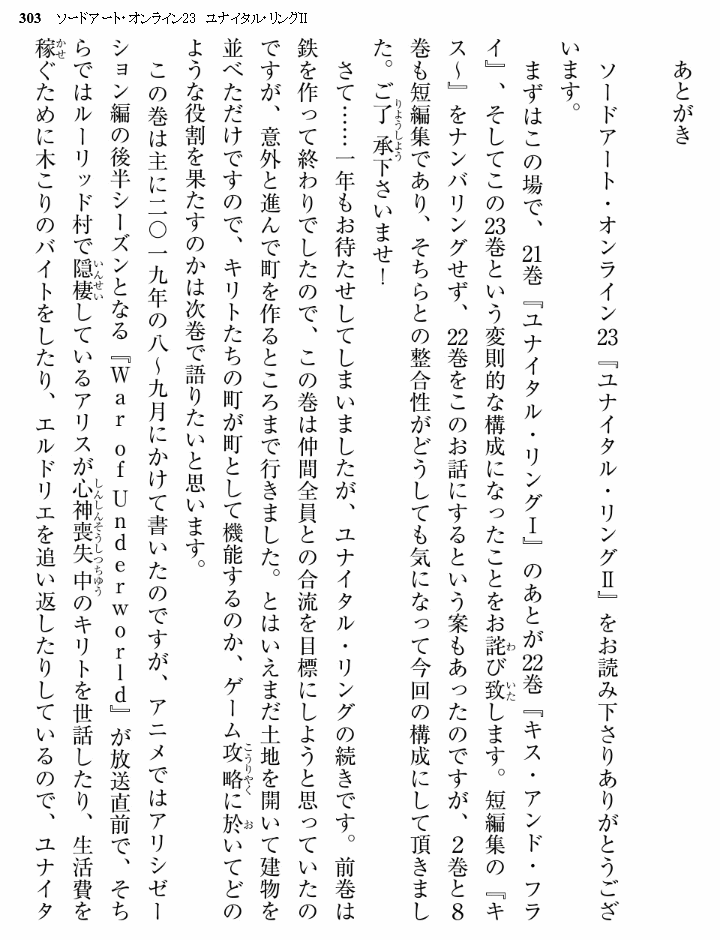 303 ソードアート・オンライン23 ユナイタル・リングⅡ
あとがき
ソードアート・オンライン23『ユナイタル・リングⅡ』をお読み下さりありがとうござ
います。
まずはこの場で、21巻『ユナイタル・リングⅠ』のあとが22巻『キス・アンド・フラ
イ』、そしてこの23巻という変則的な構成になったことをお詫び致します。短編集の『キ
ス〜』をナンバリングせず、22巻をこのお話にするという案もあったのですが、2巻と8
巻も短編集であり、そちらとの整合性がどうしても気になって今回の構成にして頂きまし
た。ご了承下さいませ!
さて……一年もお待たせしてしまいましたが、ユナイタル・リングの続きです。前巻は
鉄を作って終わりでしたので、この巻は仲間全員との合流を目標にしようと思っていたの
ですが、意外と進んで町を作るところまで行きました。とはいえまだ土地を開いて建物を
並べただけですので、キリトたちの町が町として機能するのか、ゲーム攻略に於いてどの
ような役割を果たすのかは次巻で語りたいと思います。
この巻は主に二〇一九年の八〜九月にかけて書いたのですが、アニメではアリシゼー
ション編の後半シーズンとなる『War of Underworld』が放送直前で、そち
らではルーリッド村で隠棲しているアリスが心神喪失中のキリトを世話したり、生活費を
稼ぐために木こりのバイトをしたり、エルドリエを追い返したりしているので、ユナイタ